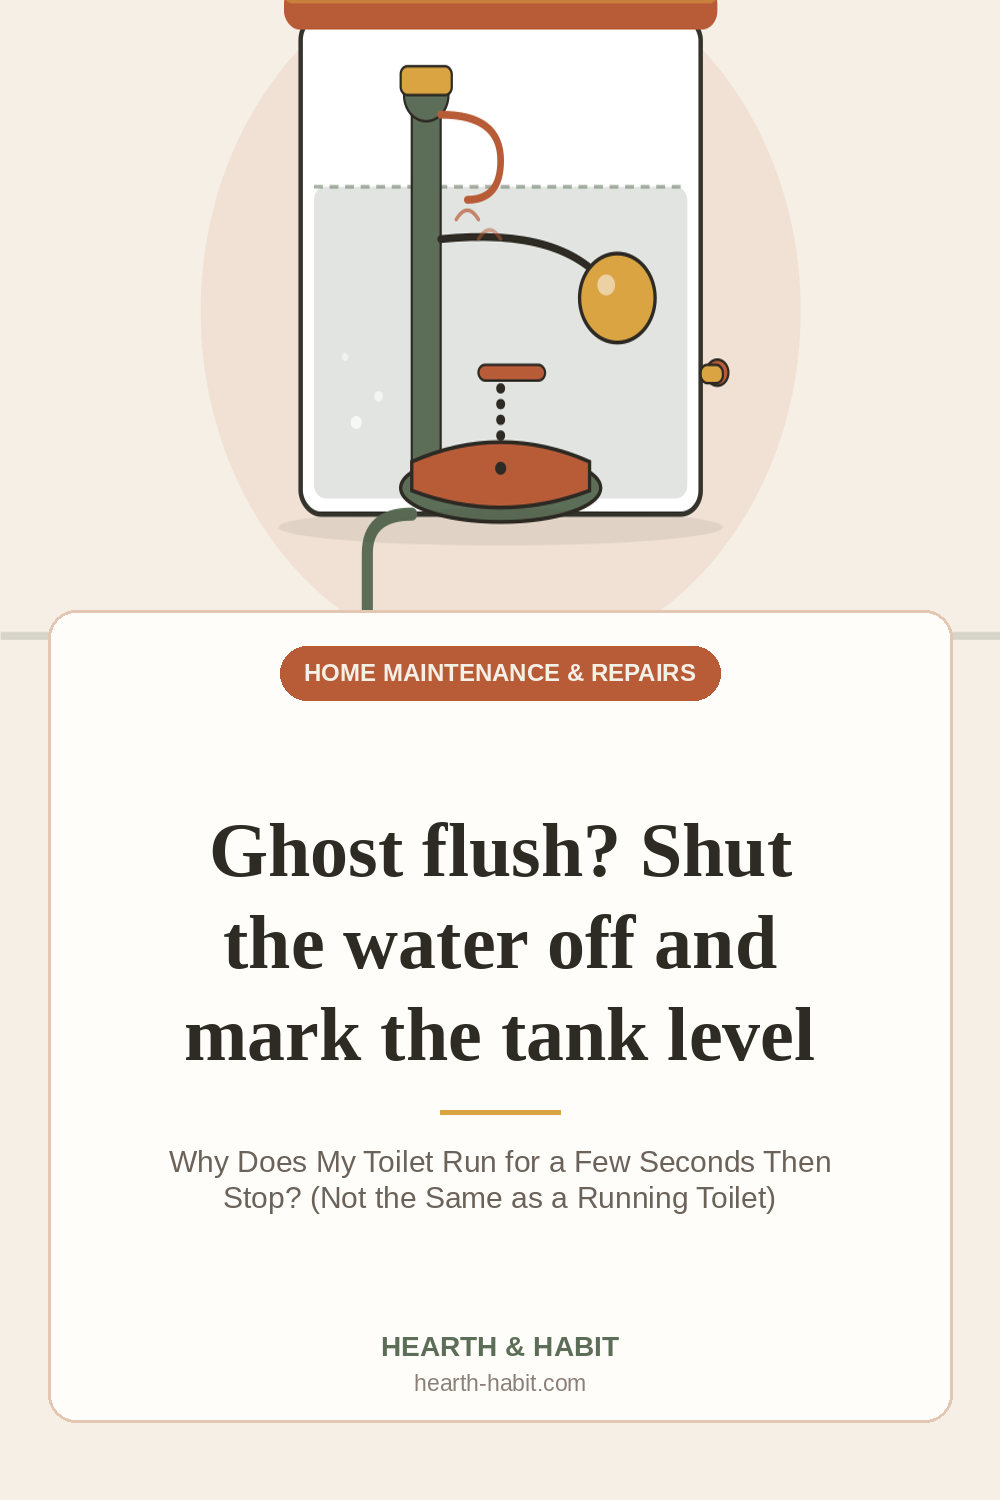 HOME MAINTENANCE & REPAIRS
Ghost flush? Shut
the water off and
mark the tank level
Why Does My Toilet Run for a Few Seconds Then
Stop? (Not the Same as a Running Toilet)
HEARTH & HABIT
hearth-habit.com